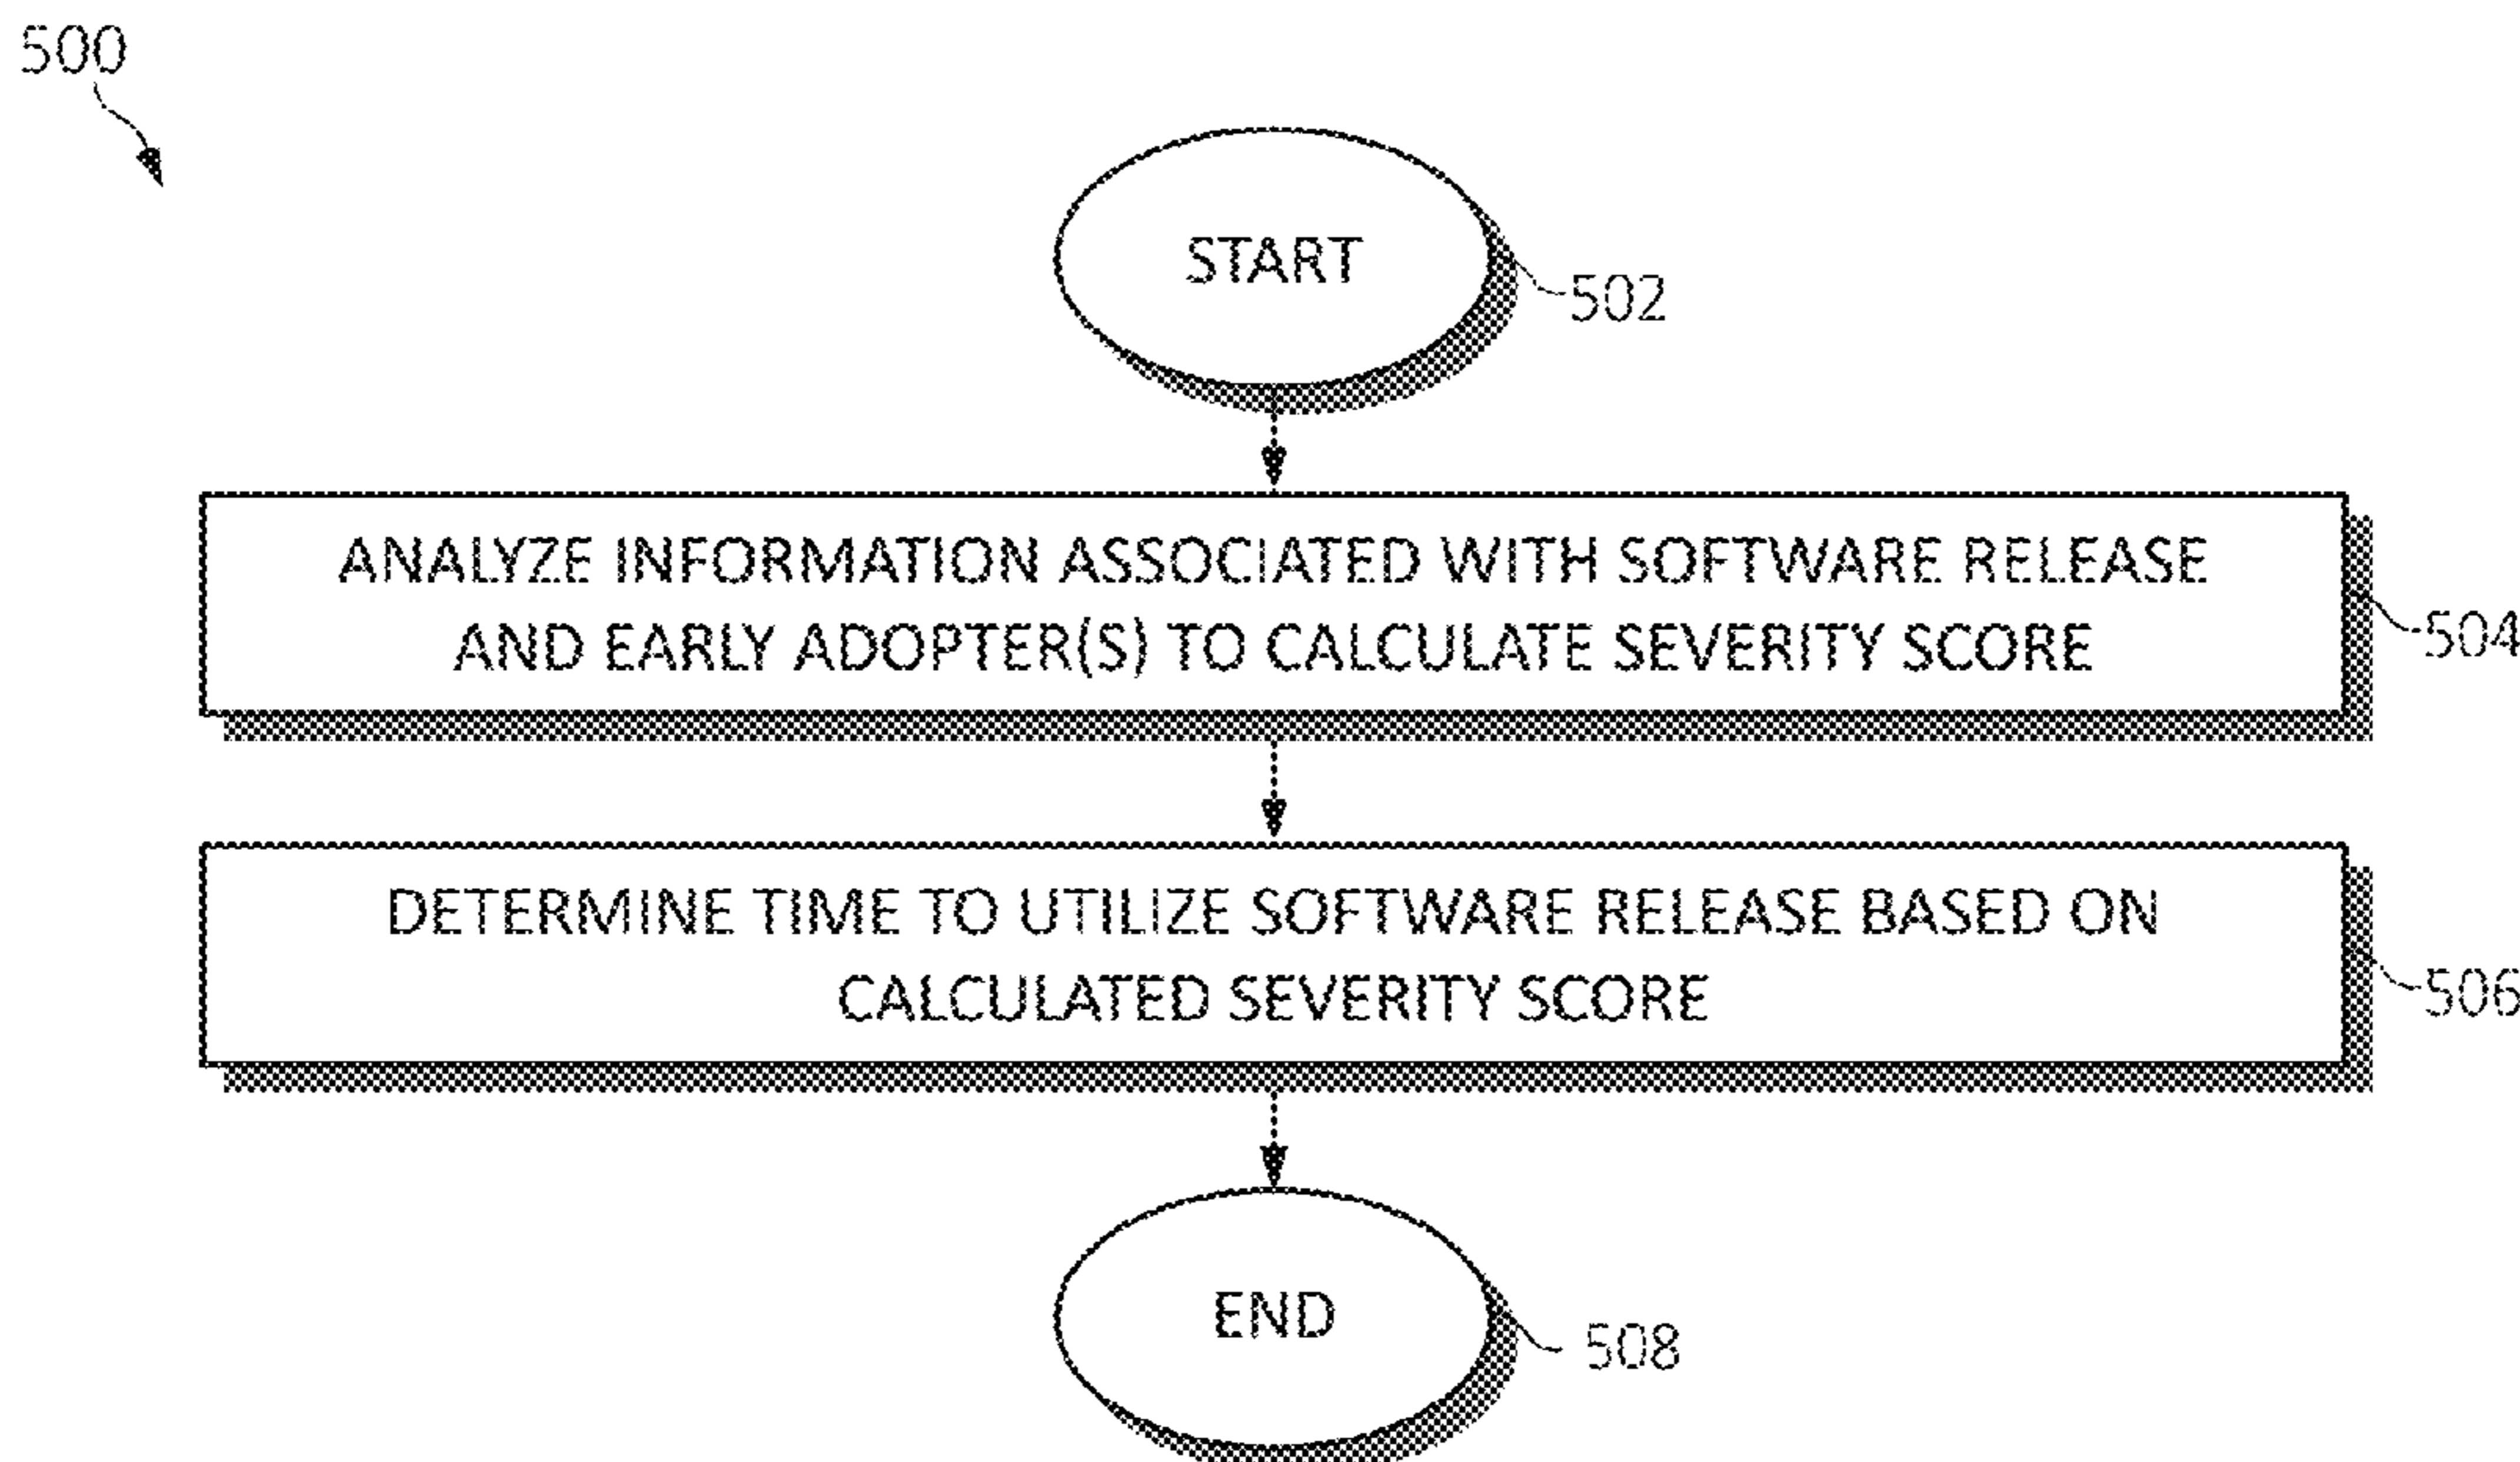 500
START
502
ANALYZE INFORMATION ASSOCIATED WITH SOFTWARE RELEASE
AND EARLY ADOPTER(S) TO CALCULATE SEVERITY SCORE
504
DETERMINE TIME TO UTILIZE SOFTWARE RELEASE BASED ON
CALCULATED SEVERITY SCORE
506
END
508